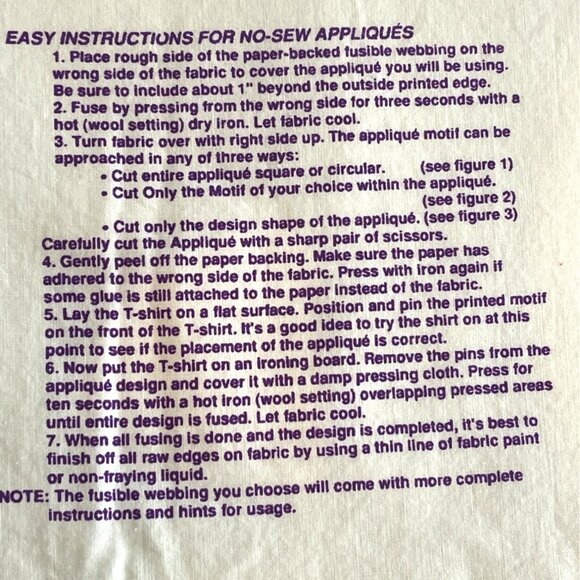 EASY INSTRUCTIONS FOR NO-SEW APPLIQUÉS
1. Place rough side of the paper-backed fusible webbing on the
wrong side of the fabric to cover the appliqué you will be using.
Be sure to include about 1" beyond the outside printed edge.
2. Fuse by pressing from the wrong side for three seconds with a
hot (wool setting) dry iron. Let fabric cool.
3. Turn fabric over with right side up. The appliqué motif can be
approached in any of three ways:
• Cut entire appliqué square or circular. (see figure 1)
• Cut Only the Motif of your choice within the appliqué.
(see figure 2)
• Cut only the design shape of the appliqué. (see figure 3)
Carefully cut the Appliqué with a sharp pair of scissors.
4. Gently peel off the paper backing. Make sure the paper has
adhered to the wrong side of the fabric. Press with iron again if
some glue is still attached to the paper instead of the fabric.
5. Lay the T-shirt on a flat surface. Position and pin the printed motif
on the front of the T-shirt. It's a good idea to try the shirt on at this
point to see if the placement of the appliqué is correct.
6. Now put the T-shirt on an ironing board. Remove the pins from the
appliqué design and cover it with a damp pressing cloth. Press for
ten seconds with a hot iron (wool setting) overlapping pressed areas
until entire design is fused. Let fabric cool.
7. When all fusing is done and the design is completed, it's best to
finish off all raw edges on fabric by using a thin line of fabric paint
or non-fraying liquid.
NOTE: The fusible webbing you choose will come with more complete
instructions and hints for usage.